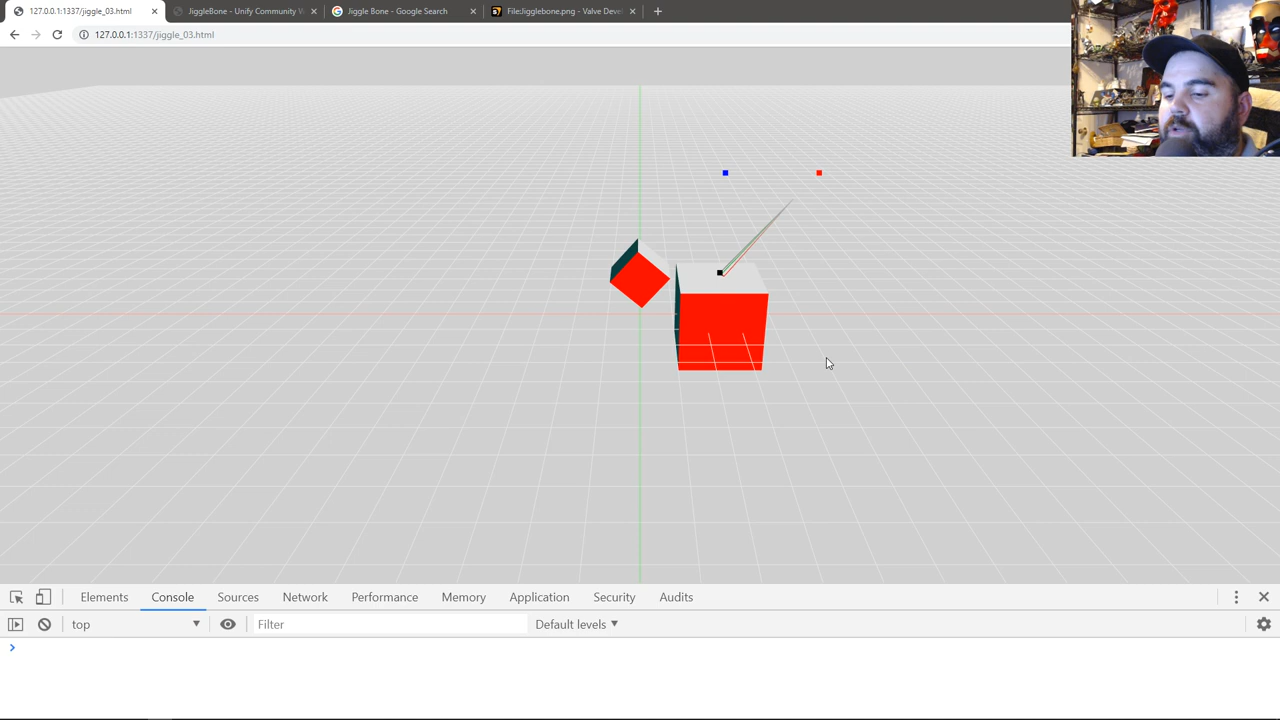 127.0.0.1:1337/jiggle_03.html
JiggleBone - Unify Community W
Jiggle Bone - Google Search
File:Jigglebone.png - Valve Deve
127.0.0.1:1337/jiggle_03.html
Elements Console Sources Network Performance Memory Application Security Audits
top Filter Default levels